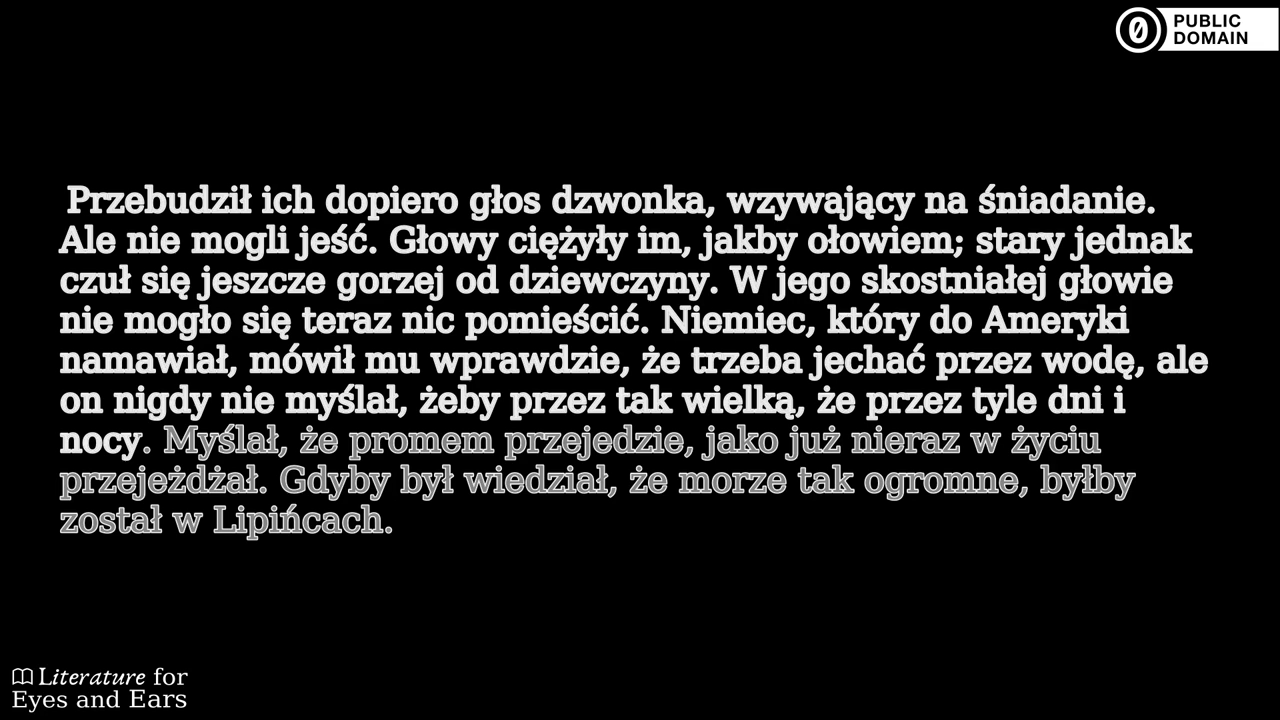 PUBLIC
DOMAIN
Przebudził ich dopiero głos dzwonka, wzywający na śniadanie.
Ale nie mogli jeść. Głowy ciężyły im, jakby ołowiem; stary jednak
czuł się jeszcze gorzej od dziewczyny. W jego skostniałej głowie
nie mogło się teraz nic pomieścić. Niemiec, który do Ameryki
namawiał, mówił mu wprawdzie, że trzeba jechać przez wodę, ale
on nigdy nie myślał, żeby przez tak wielką, że przez tyle dni i
nocy. Myślał, że promem przejedzie, jako już nieraz w życiu
przejeżdżał. Gdyby był wiedział, że morze tak ogromne, byłby
został w Lipińcach.
Literature for
Eyes and Ears